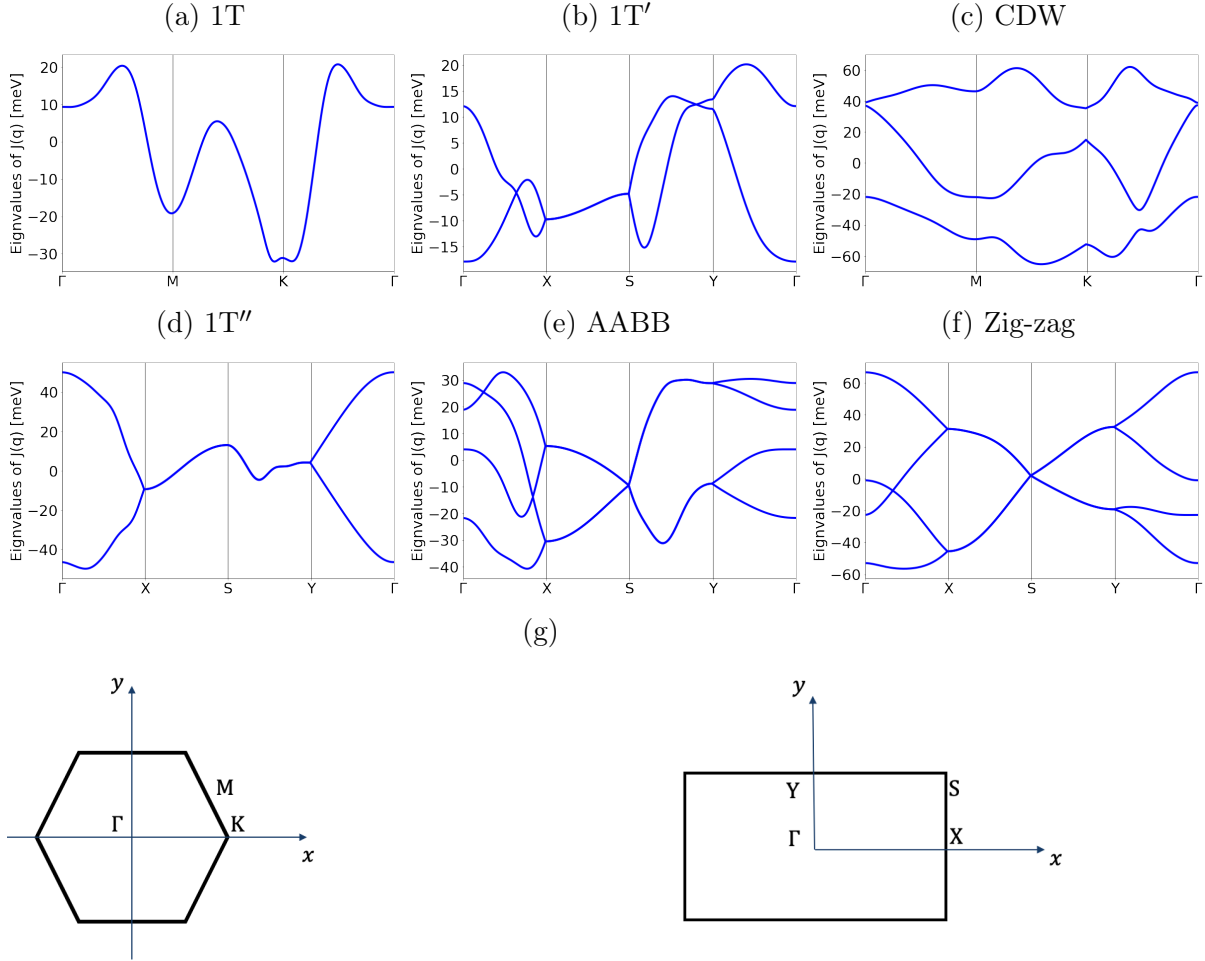 (a) 1T
(b) 1T′
(c) CDW
Eignvalues of J(q) [meV]
20
10
0
−10
−20
−30
Γ M K Γ
Eignvalues of J(q) [meV]
20
15
10
5
0
−5
−10
−15
Γ X S Y Γ
Eignvalues of J(q) [meV]
60
40
20
0
−20
−40
−60
Γ M K Γ
(d) 1T″
(e) AABB
(f) Zig-zag
Eignvalues of J(q) [meV]
40
20
0
−20
−40
Γ X S Y Γ
Eignvalues of J(q) [meV]
30
20
10
0
−10
−20
−30
−40
Γ X S Y Γ
Eignvalues of J(q) [meV]
60
40
20
0
−20
−40
−60
Γ X S Y Γ
(g)
y
M
Γ
K
x
y
Y
S
Γ
X
x